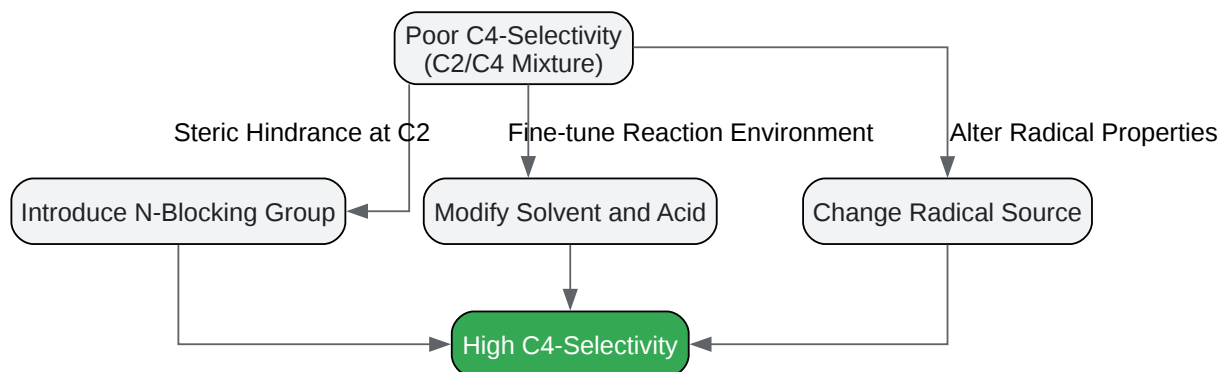 Poor C4-Selectivity
(C2/C4 Mixture)
Steric Hindrance at C2
Fine-tune Reaction Environment
Alter Radical Properties
Introduce N-Blocking Group
Modify Solvent and Acid
Change Radical Source
High C4-Selectivity